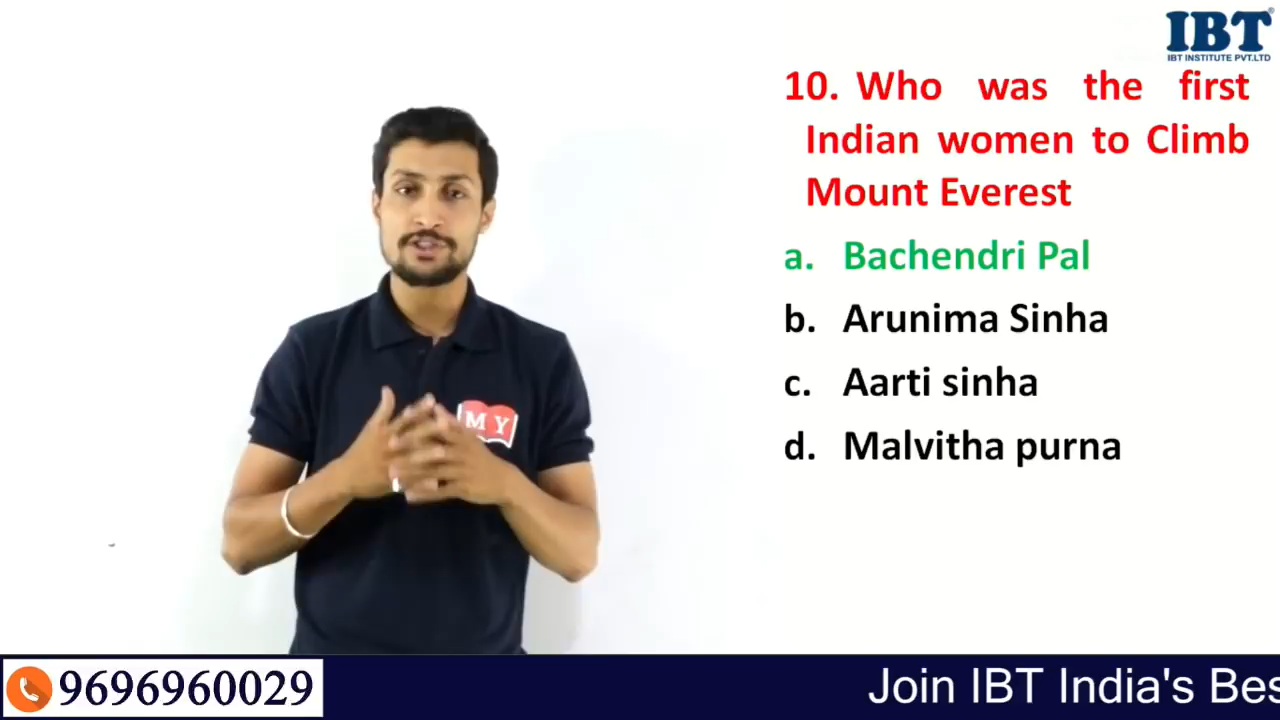 IBT
IBT INSTITUTE PVT.LTD
10. Who was the first
Indian women to Climb
Mount Everest
a. Bachendri Pal
b. Arunima Sinha
c. Aarti sinha
d. Malvitha purna
M Y
9696960029
Join IBT India's Bes